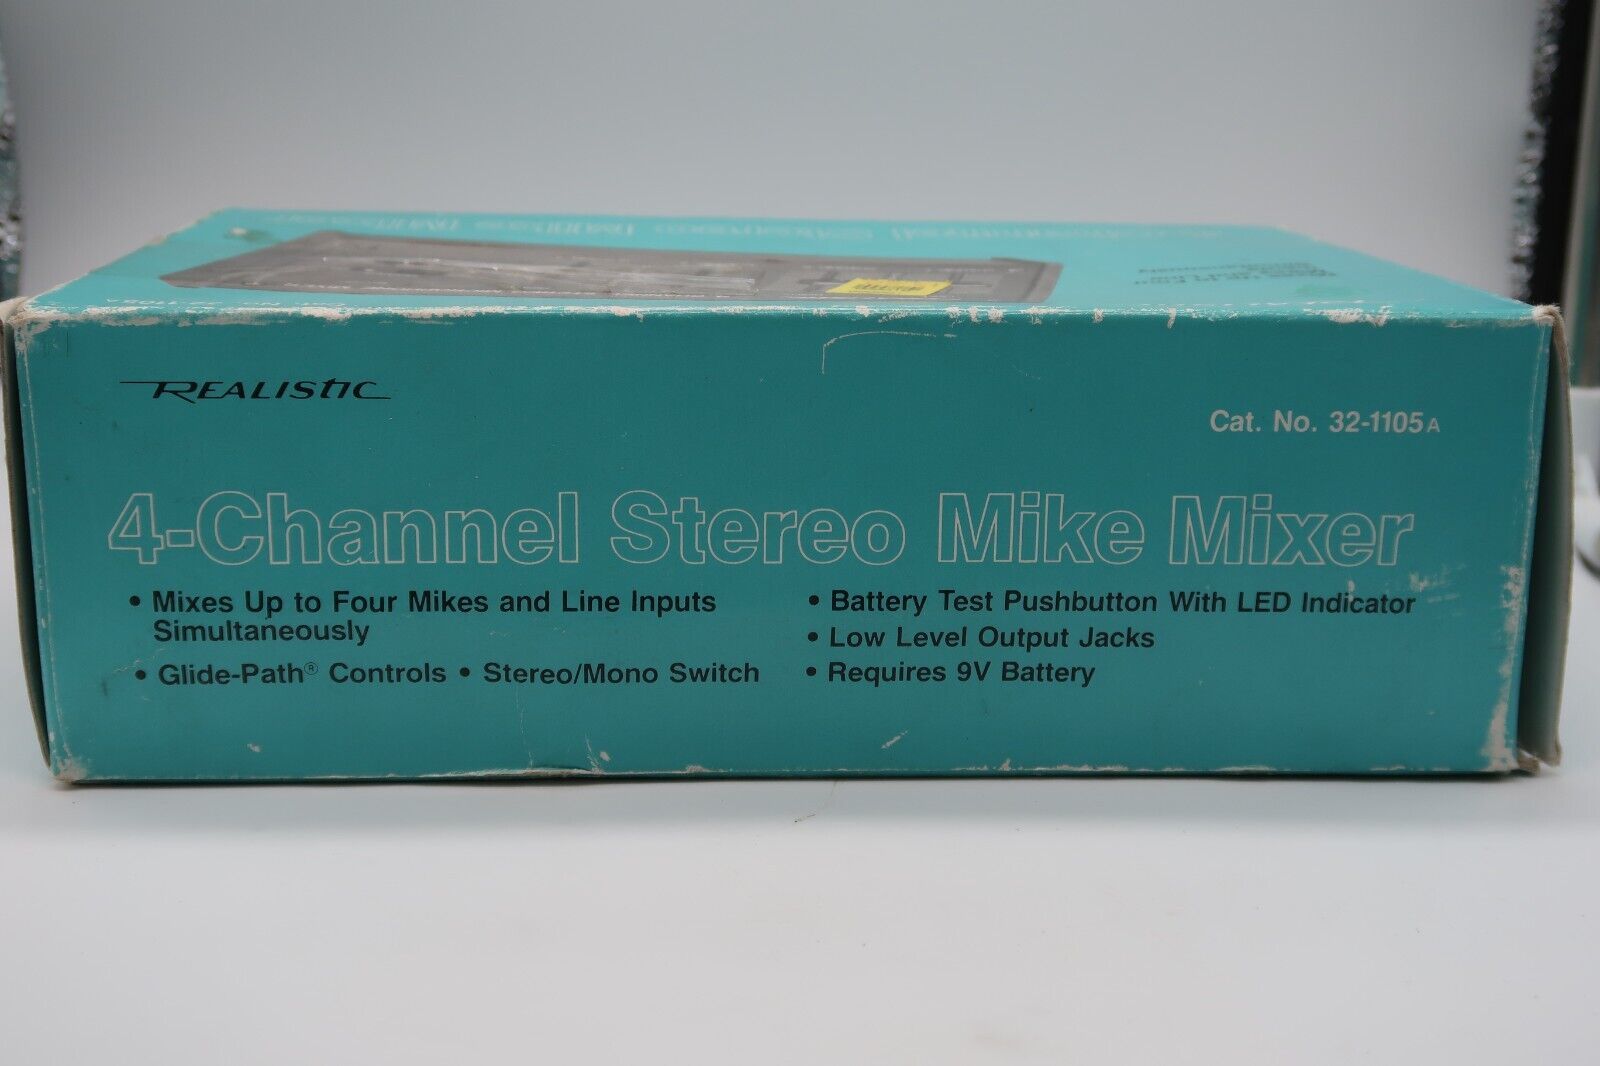 REALISTIC
Cat. No. 32-1105A
4-Channel Stereo Mike Mixer
• Mixes Up to Four Mikes and Line Inputs
Simultaneously
• Glide-Path® Controls • Stereo/Mono Switch
• Battery Test Pushbutton With LED Indicator
• Low Level Output Jacks
• Requires 9V Battery